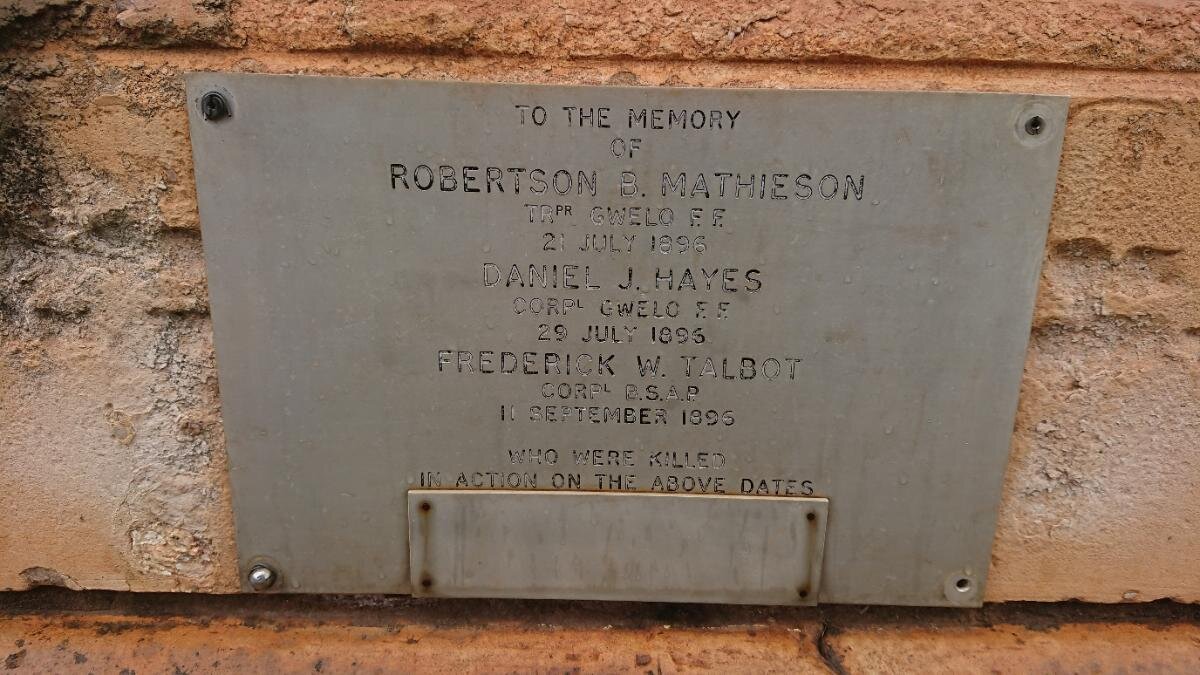 TO THE MEMORY
OF
ROBERTSON B. MATHIESON
TRPR GWELO F.F.
21 JULY 1896
DANIEL J. HAYES
CORPL GWELO F.F.
29 JULY 1896
FREDERICK W. TALBOT
CORPL B.S.A.P.
11 SEPTEMBER 1896
WHO WERE KILLED
IN ACTION ON THE ABOVE DATES